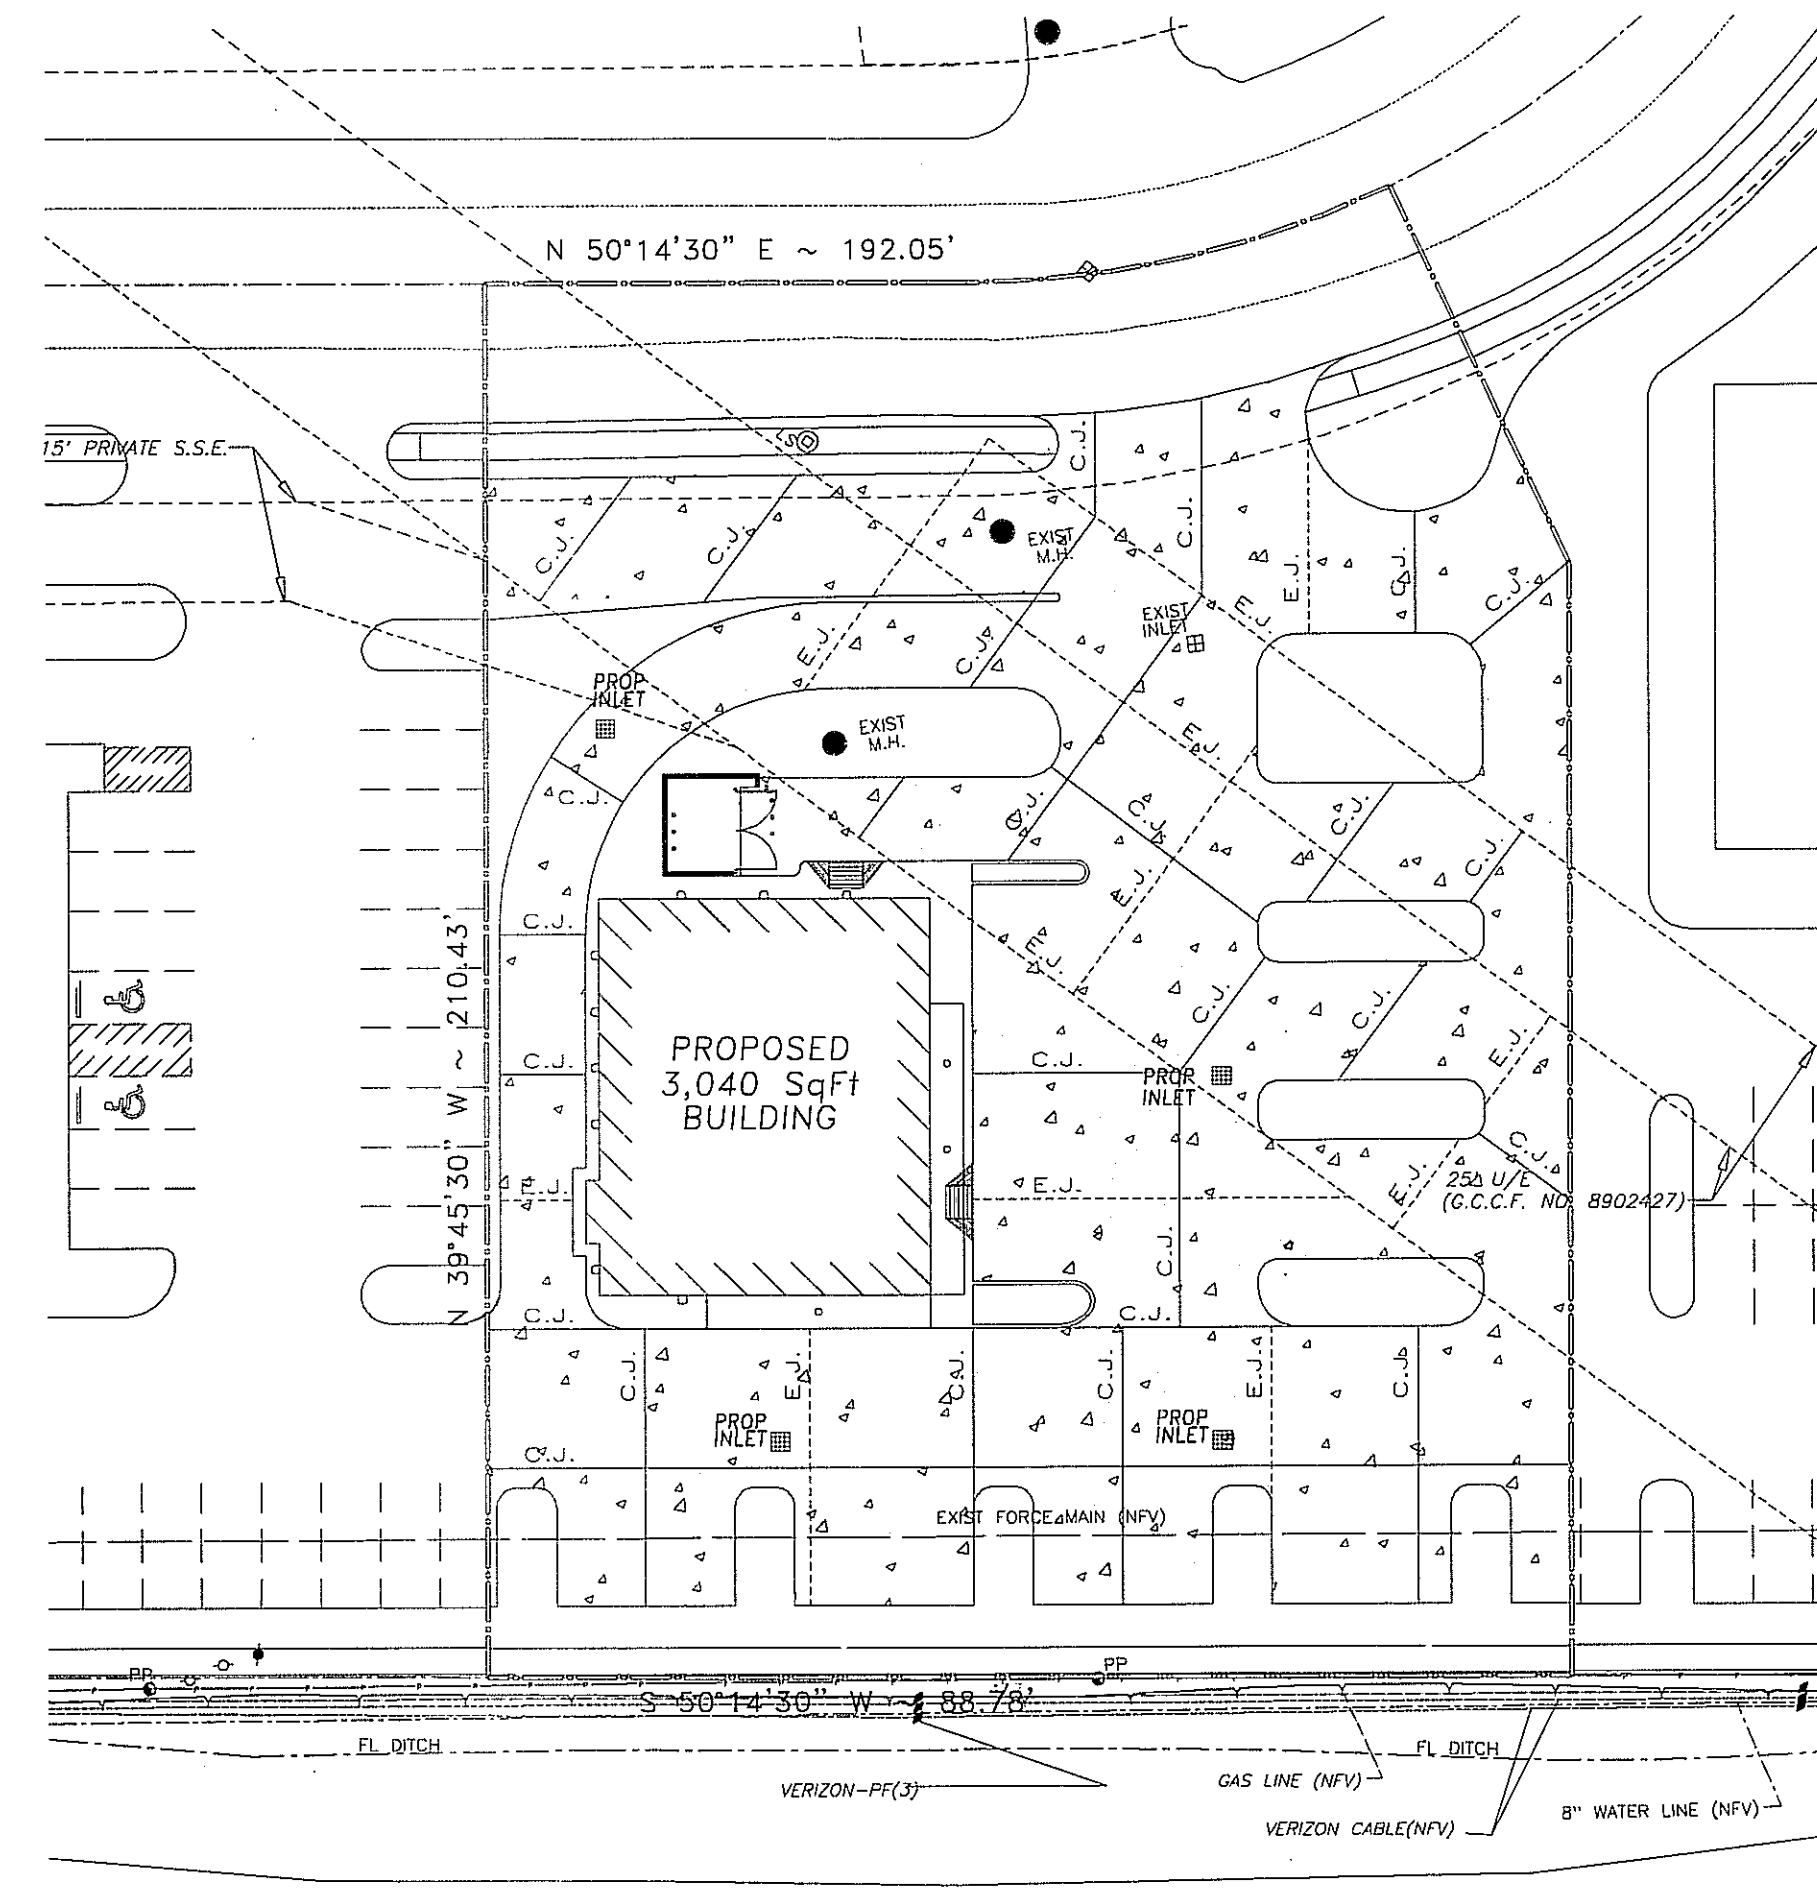 N 50°14'30" E ~ 192.05'
15' PRIVATE S.S.E.
C.J.
C.J.
C.J.
EXIST
M.H.
C.J.
E.J.
C.J.
C.J.
EXIST
INLET
E.J.
E.J.
C.J.
PROP
INLET
EXIST
M.H.
E.J.
C.J.
C.J.
C.J.
C.J.
C.J.
E.J.
C.J.
E.J.
N 39°45'30" W ~ 210.43'
C.J.
C.J.
E.J.
PROPOSED
3,040 SqFt
BUILDING
C.J.
C.J.
PROP
INLET
E.J.
E.J.
C.J.
E.J.
25' U/E
(G.C.C.F. NO. 8902427)
C.J.
C.J.
C.J.
C.J.
E.J.
C.J.
C.J.
E.J.
C.J.
PROP
INLET
PROP
INLET
C.J.
EXIST FORCE MAIN (NFV)
PP
PP
S 50°14'30" W ~ 88.78'
FL DITCH
FL DITCH
VERIZON-PF(3)
GAS LINE (NFV)
VERIZON CABLE(NFV)
8" WATER LINE (NFV)